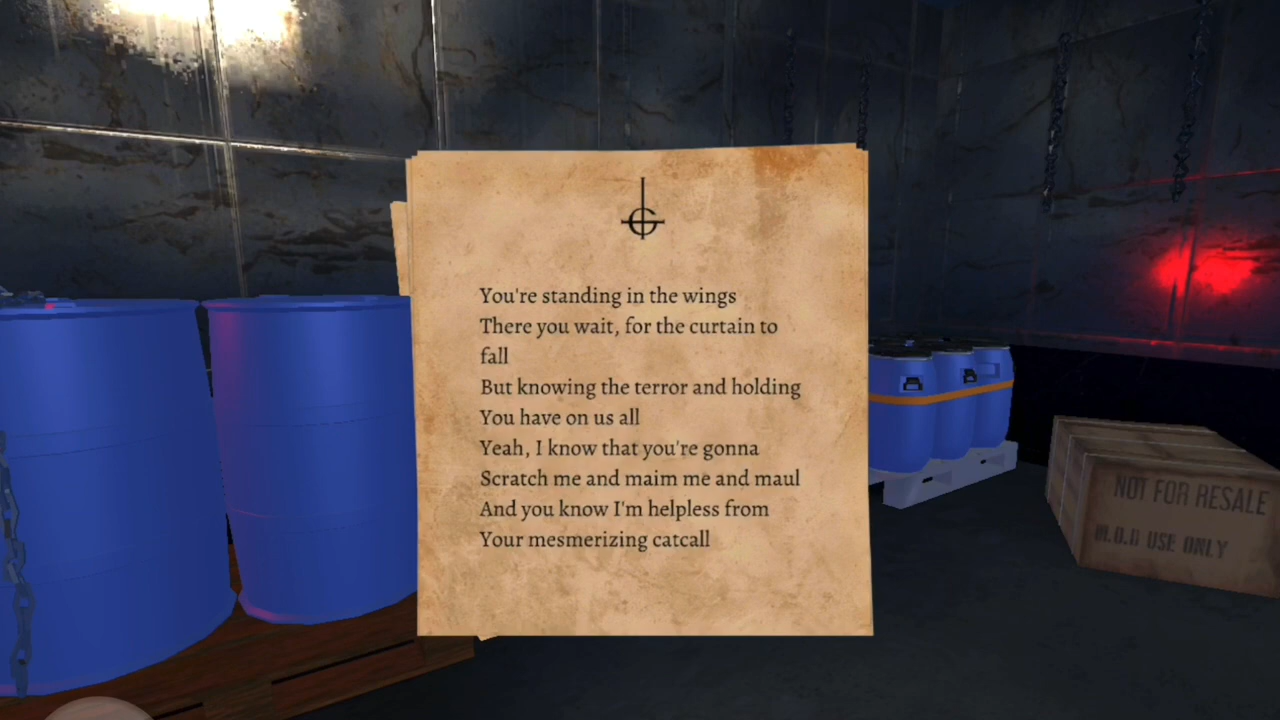 You're standing in the wings
There you wait, for the curtain to
fall
But knowing the terror and holding
You have on us all
Yeah, I know that you're gonna
Scratch me and maim me and maul
And you know I'm helpless from
Your mesmerizing catcall
NOT FOR RESALE
M.O.D USE ONLY